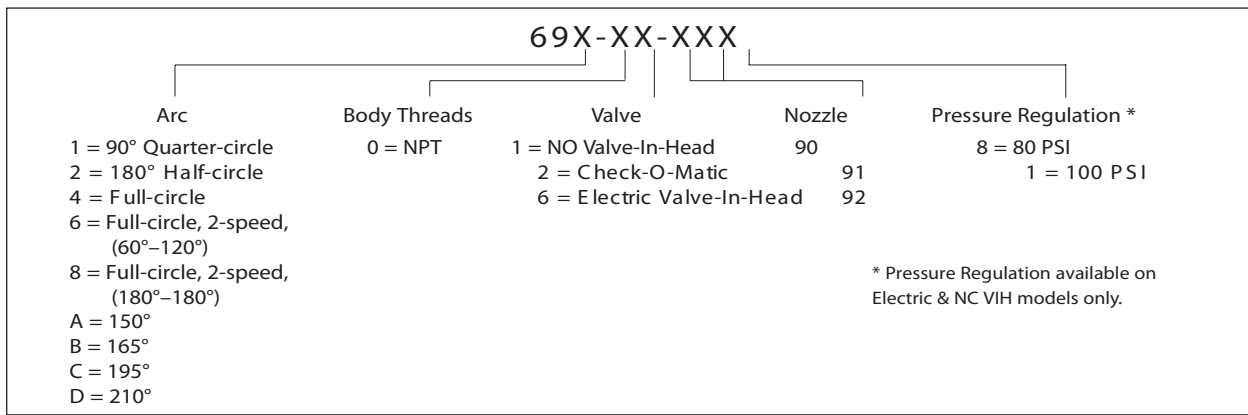 69X-XX-XXX
Arc Body Threads Valve Nozzle Pressure Regulation *
1 = 90° Quarter-circle 0 = NPT 1 = NO Valve-In-Head 90 8 = 80 PSI
2 = 180° Half-circle 2 = Check-O-Matic 91 1 = 100 PSI
4 = Full-circle 6 = Electric Valve-In-Head 92
6 = Full-circle, 2-speed,
(60°–120°)
8 = Full-circle, 2-speed,
(180°–180°)
A = 150°
B = 165°
C = 195°
D = 210°
* Pressure Regulation available on
Electric & NC VIH models only.